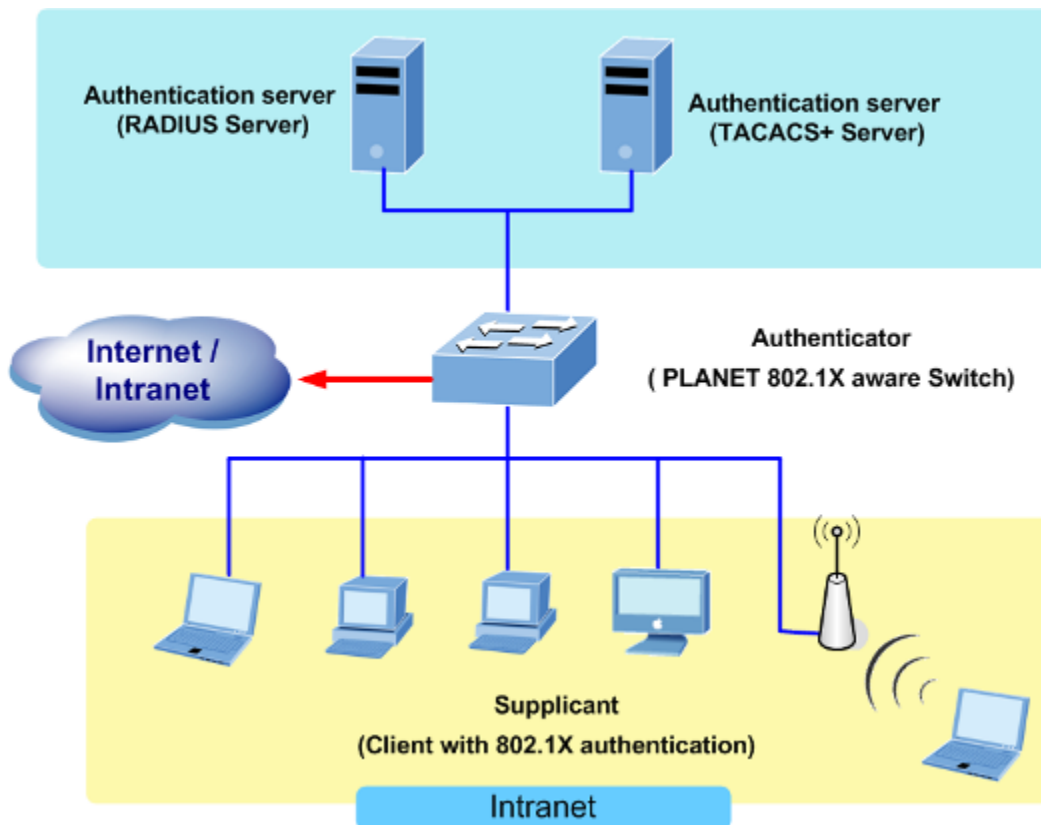 Authentication server
(RADIUS Server)
Authentication server
(TACACS+ Server)
Internet /
Intranet
Authenticator
( PLANET 802.1X aware Switch)
Supplicant
(Client with 802.1X authentication)
Intranet